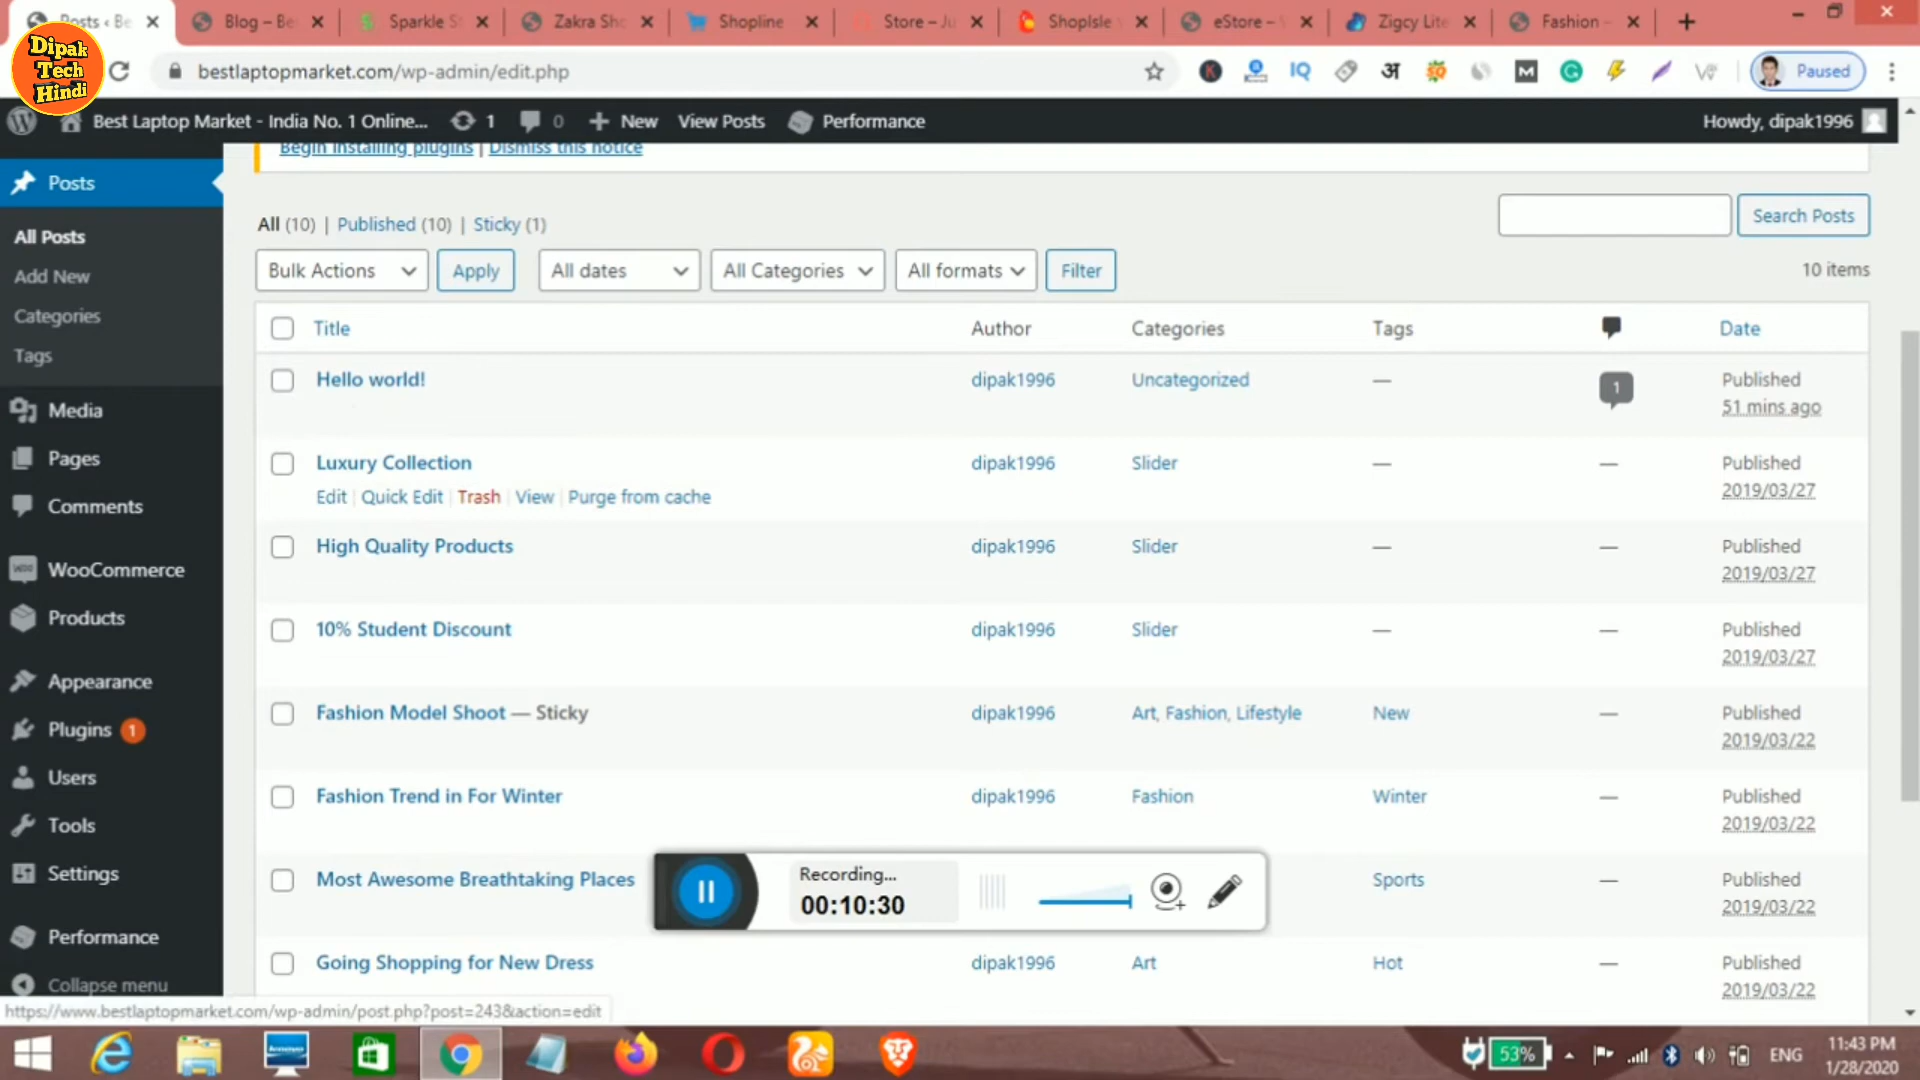 Posts ‹ Be
Blog – Be
Sparkle S
Zakra Sho
Shopline
Store – Ju
ShopIsle
eStore –
Zigcy Lite
Fashion –
Dipak
Tech
Hindi
bestlaptopmarket.com/wp-admin/edit.php
IQ
अ
Paused
Best Laptop Market - India No. 1 Online...
1
0
New
View Posts
Performance
Howdy, dipak1996
Begin installing plugins | Dismiss this notice
Posts
All Posts
Add New
Categories
Tags
Media
Pages
Comments
WooCommerce
Products
Appearance
Plugins 1
Users
Tools
Settings
Performance
Collapse menu
All (10) | Published (10) | Sticky (1)
Search Posts
Bulk Actions
Apply
All dates
All Categories
All formats
Filter
10 items
Title
Author
Categories
Tags
Date
Hello world!
dipak1996
Uncategorized
—
1
Published
51 mins ago
Luxury Collection
Edit | Quick Edit | Trash | View | Purge from cache
dipak1996
Slider
—
—
Published
2019/03/27
High Quality Products
dipak1996
Slider
—
—
Published
2019/03/27
10% Student Discount
dipak1996
Slider
—
—
Published
2019/03/27
Fashion Model Shoot — Sticky
dipak1996
Art, Fashion, Lifestyle
New
—
Published
2019/03/22
Fashion Trend in For Winter
dipak1996
Fashion
Winter
—
Published
2019/03/22
Most Awesome Breathtaking Places
Sports
—
Published
2019/03/22
Going Shopping for New Dress
dipak1996
Art
Hot
—
Published
2019/03/22
Recording...
00:10:30
https://www.bestlaptopmarket.com/wp-admin/post.php?post=243&action=edit
53%
ENG
11:43 PM
1/28/2020